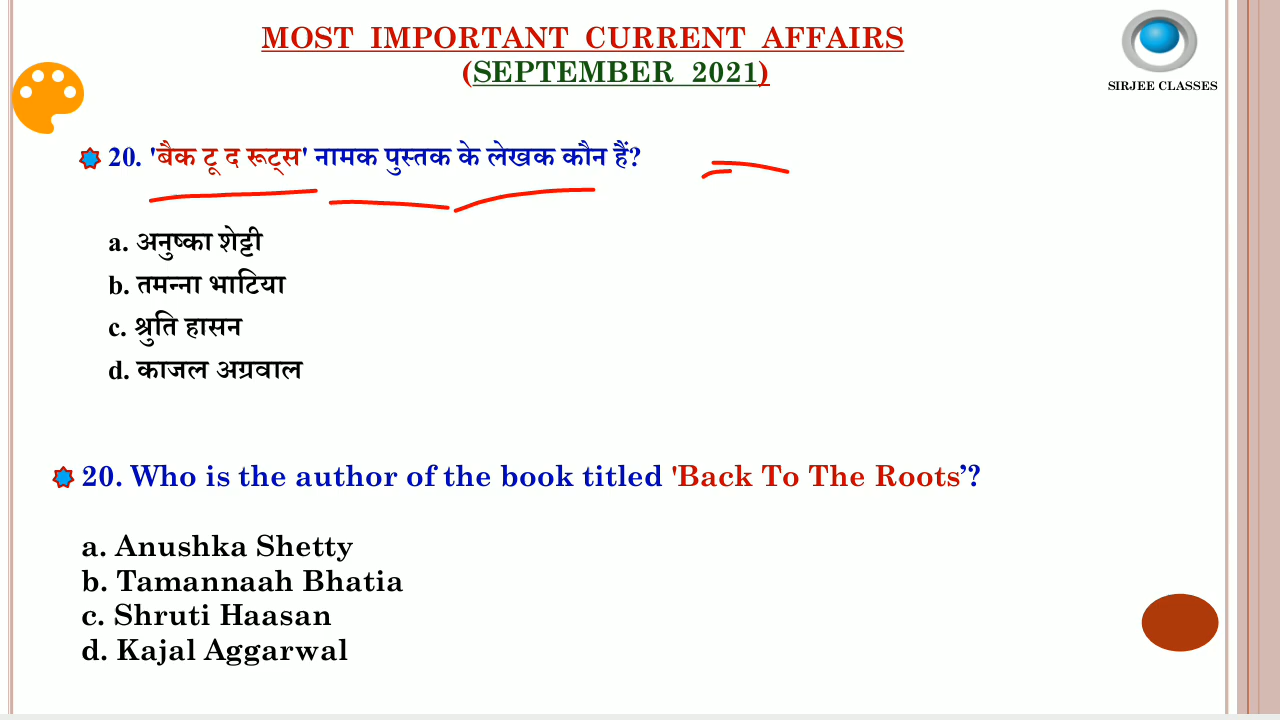 MOST IMPORTANT CURRENT AFFAIRS
(SEPTEMBER 2021)
SIRJEE CLASSES
20. 'बैक टू द रूट्स' नामक पुस्तक के लेखक कौन हैं?
a. अनुष्का शेट्टी
b. तमन्ना भाटिया
c. श्रुति हासन
d. काजल अग्रवाल
20. Who is the author of the book titled 'Back To The Roots’?
a. Anushka Shetty
b. Tamannaah Bhatia
c. Shruti Haasan
d. Kajal Aggarwal